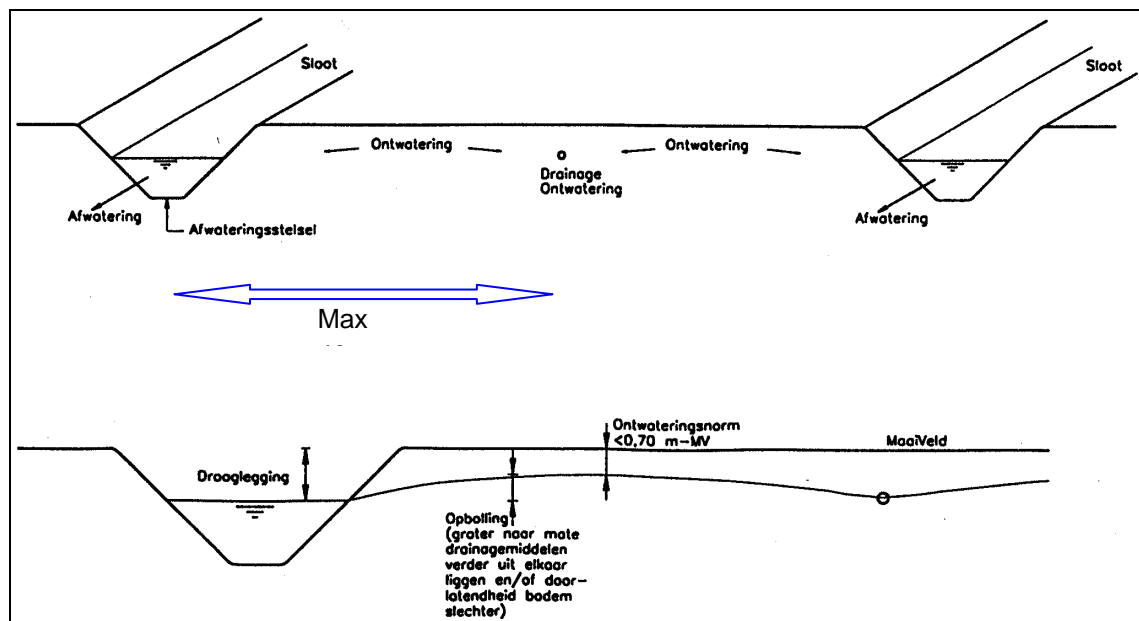 Sloot
Sloot
Ontwatering
Ontwatering
Drainage
Ontwatering
Afwatering
Afwatering
Afwateringsstelsel
Max
Ontwateringsnorm
<0,70 m-MV
MaaiVeld
Drooglegging
Opbolling
(groter naar mate
drainagemiddelen
verder uit elkaar
liggen en/of door-
latendheid bodem
slechter)